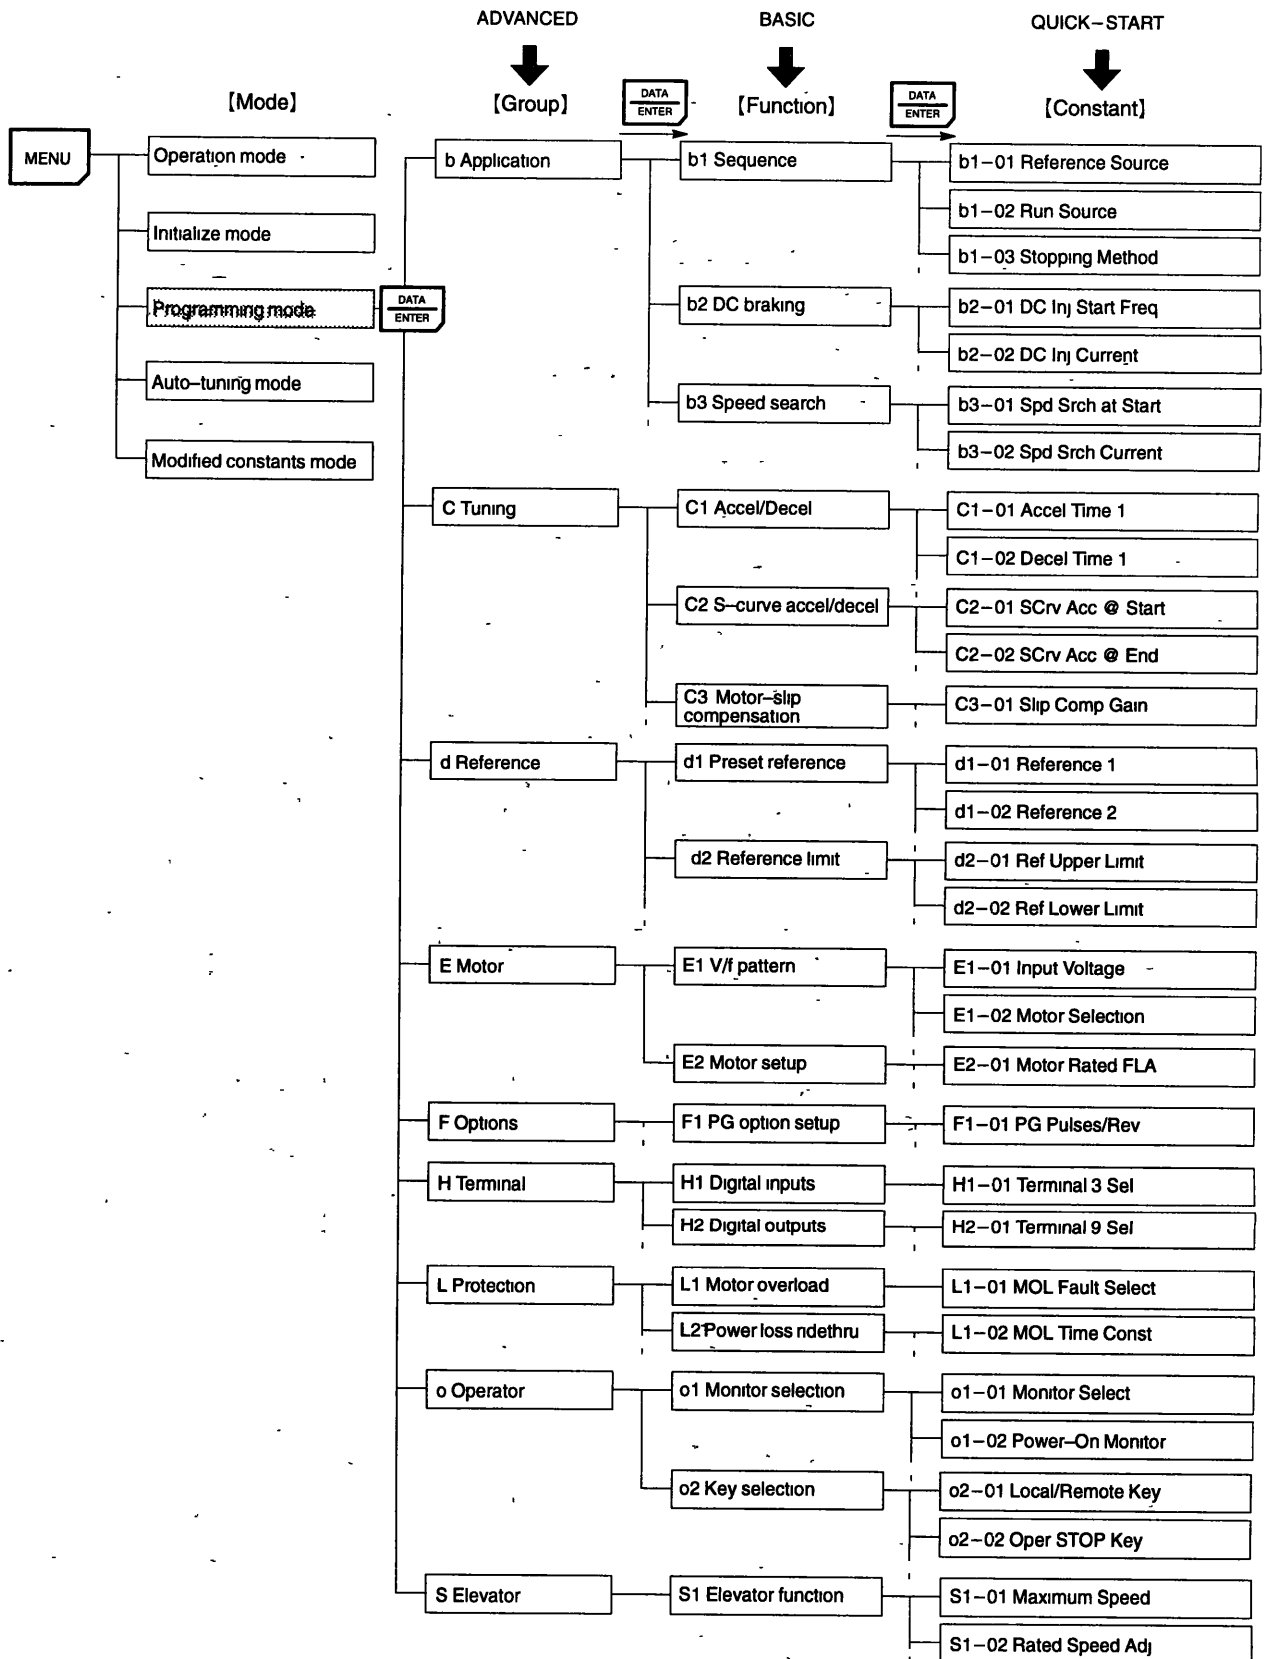 ADVANCED BASIC QUICK-START
[Mode] [Group] DATA ENTER [Function] DATA ENTER [Constant]
MENU Operation mode b Application b1 Sequence b1-01 Reference Source
b1-02 Run Source
Initialize mode
b1-03 Stopping Method
Programming mode DATA ENTER b2 DC braking b2-01 DC Inj Start Freq
b2-02 DC Inj Current
Auto-tuning mode
b3 Speed search b3-01 Spd Srch at Start
Modified constants mode b3-02 Spd Srch Current
C Tuning C1 Accel/Decel C1-01 Accel Time 1
C1-02 Decel Time 1
C2 S-curve accel/decel C2-01 SCrv Acc @ Start
C2-02 SCrv Acc @ End
C3 Motor-slip compensation C3-01 Slip Comp Gain
d Reference d1 Preset reference d1-01 Reference 1
d1-02 Reference 2
d2 Reference limit d2-01 Ref Upper Limit
d2-02 Ref Lower Limit
E Motor E1 V/f pattern E1-01 Input Voltage
E1-02 Motor Selection
E2 Motor setup E2-01 Motor Rated FLA
F Options F1 PG option setup F1-01 PG Pulses/Rev
H Terminal H1 Digital inputs H1-01 Terminal 3 Sel
H2 Digital outputs H2-01 Terminal 9 Sel
L Protection L1 Motor overload L1-01 MOL Fault Select
L2 Power loss ridethru L1-02 MOL Time Const
o Operator o1 Monitor selection o1-01 Monitor Select
o1-02 Power-On Monitor
o2 Key selection o2-01 Local/Remote Key
o2-02 Oper STOP Key
S Elevator S1 Elevator function S1-01 Maximum Speed
S1-02 Rated Speed Adj